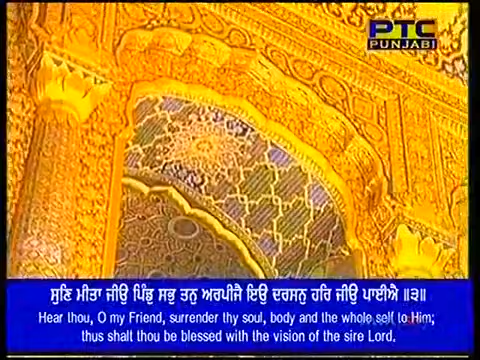 PTC
PUNJABI
ਸੁਣਿ ਮੀਤਾ ਜੀਉ ਪਿੰਡੁ ਸਭੁ ਤਨੁ ਅਰਪੀਜੈ ਇਉ ਦਰਸਨੁ ਹਰਿ ਜੀਉ ਪਾਈਐ ॥੩॥
Hear thou, O my Friend, surrender thy soul, body and the whole self to Him;
thus shalt thou be blessed with the vision of the sire Lord.